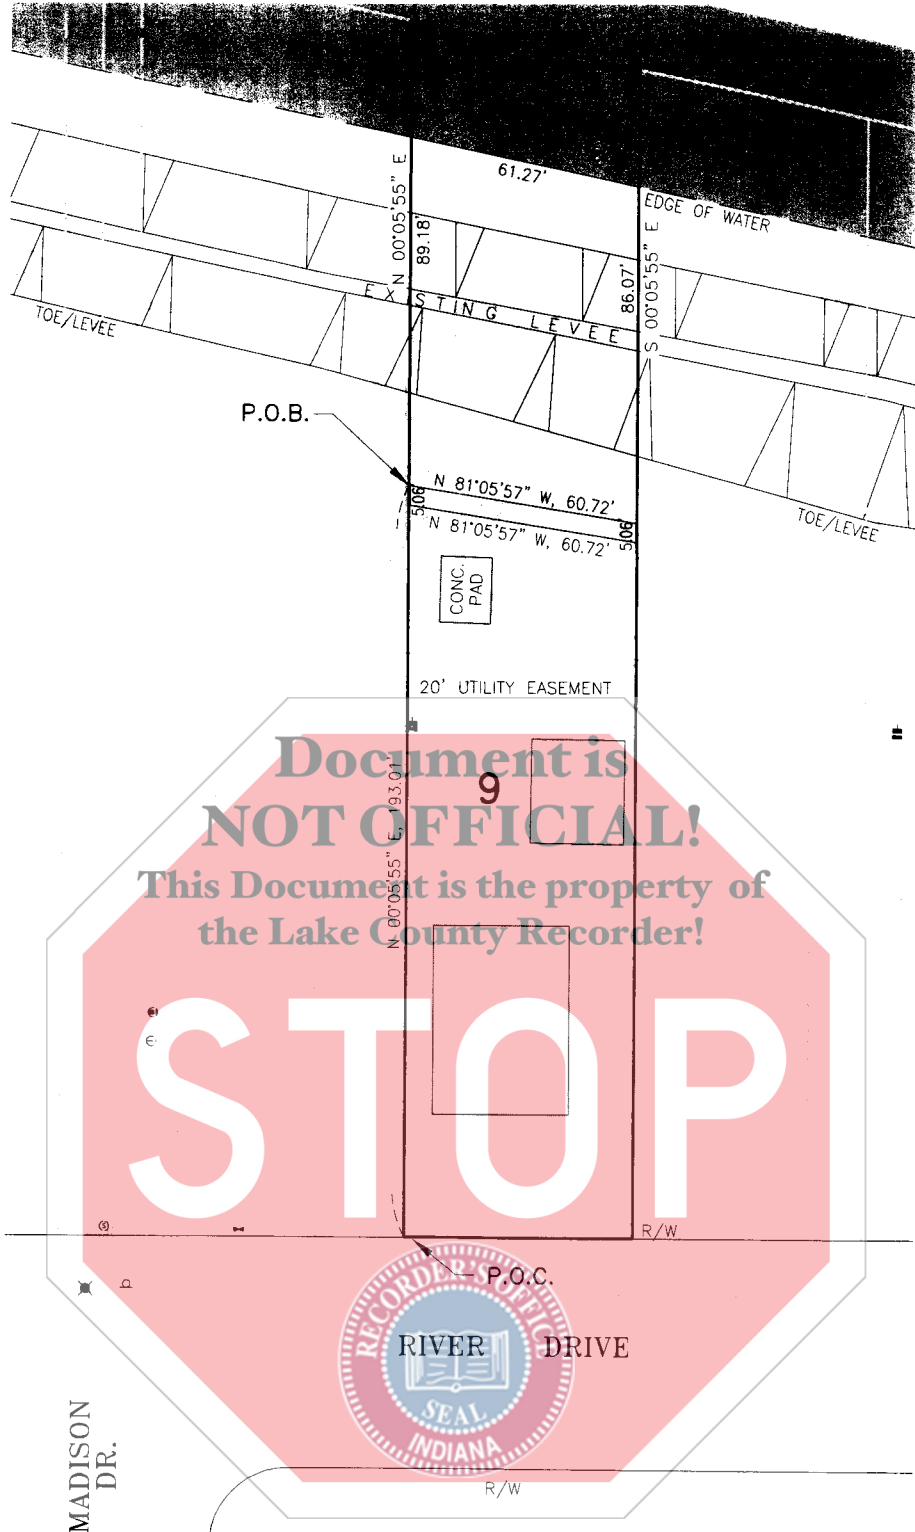 N 00°05'55" E
89.18'
61.27'
EDGE OF WATER
86.07'
S 00°05'55" E
EXISTING LEVEE
TOE/LEVEE
P.O.B.
N 81°05'57" W, 60.72'
5.06'
N 81°05'57" W, 60.72'
5.06'
TOE/LEVEE
CONC.
PAD
20' UTILITY EASEMENT
Document is
9
NOT OFFICIAL!
N 00°05'55" E, 193.01'
This Document is the property of
the Lake County Recorder!
STOP
R/W
P.O.C.
RECORDER'S OFFICE
RIVER DRIVE
SEAL
INDIANA
MADISON
DR.
R/W